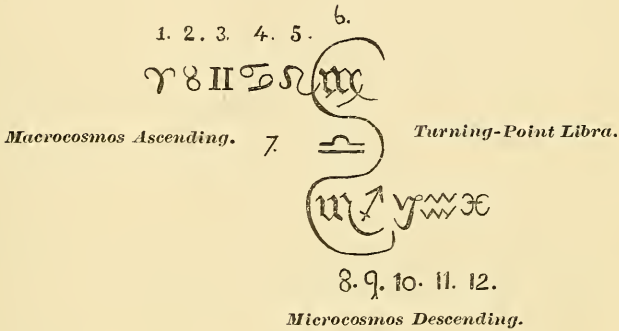 6.
1. 2. 3. 4. 5.
♈ ♉ ♊ ♋ ♌ ♍
Macrocosmos Ascending. 7. ♎ Turning-Point Libra.
♏ ♐ ♑ ♒ ♓
8. 9. 10. 11. 12.
Microcosmos Descending.